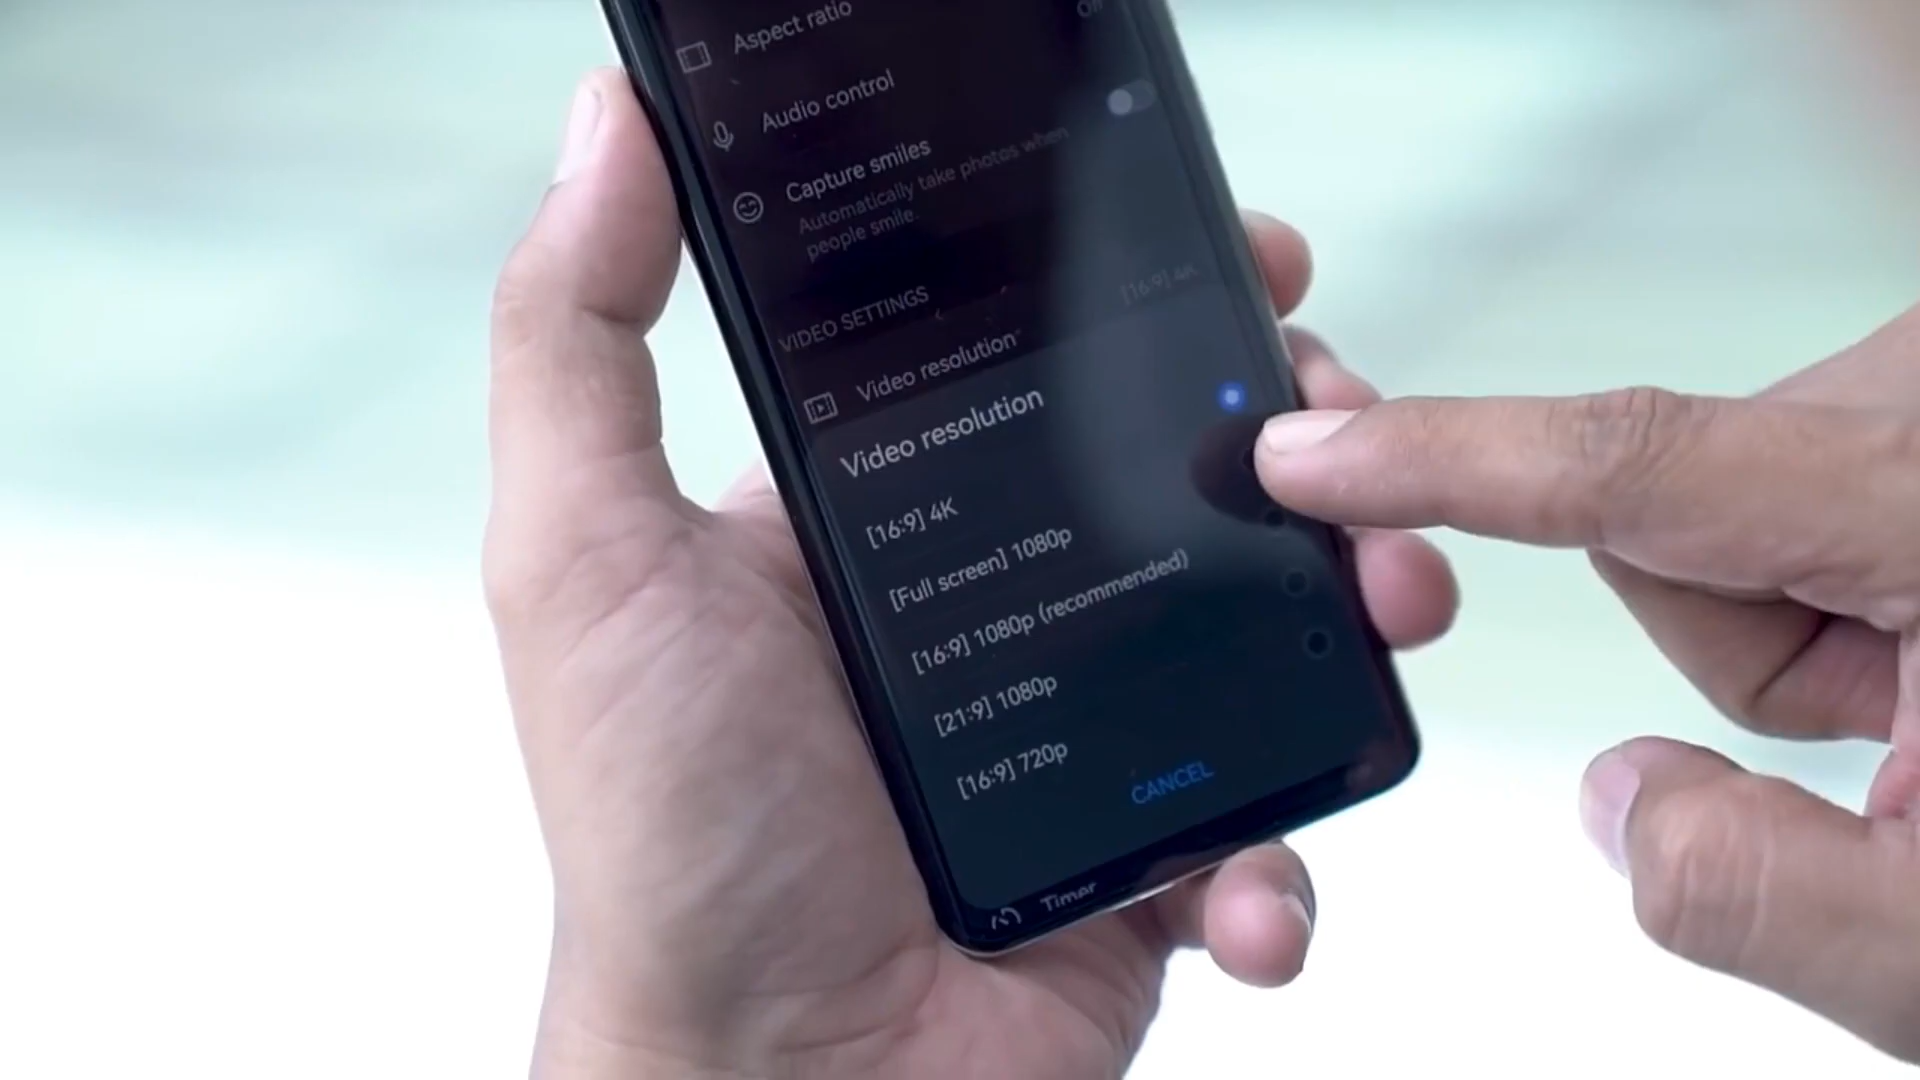 Aspect ratio
Off
Audio control
Capture smiles
Automatically take photos when
people smile.
VIDEO SETTINGS
Video resolution
[16:9] 4K
Video resolution
[16:9] 4K
[Full screen] 1080p
[16:9] 1080p (recommended)
[21:9] 1080p
[16:9] 720p
CANCEL
Timer